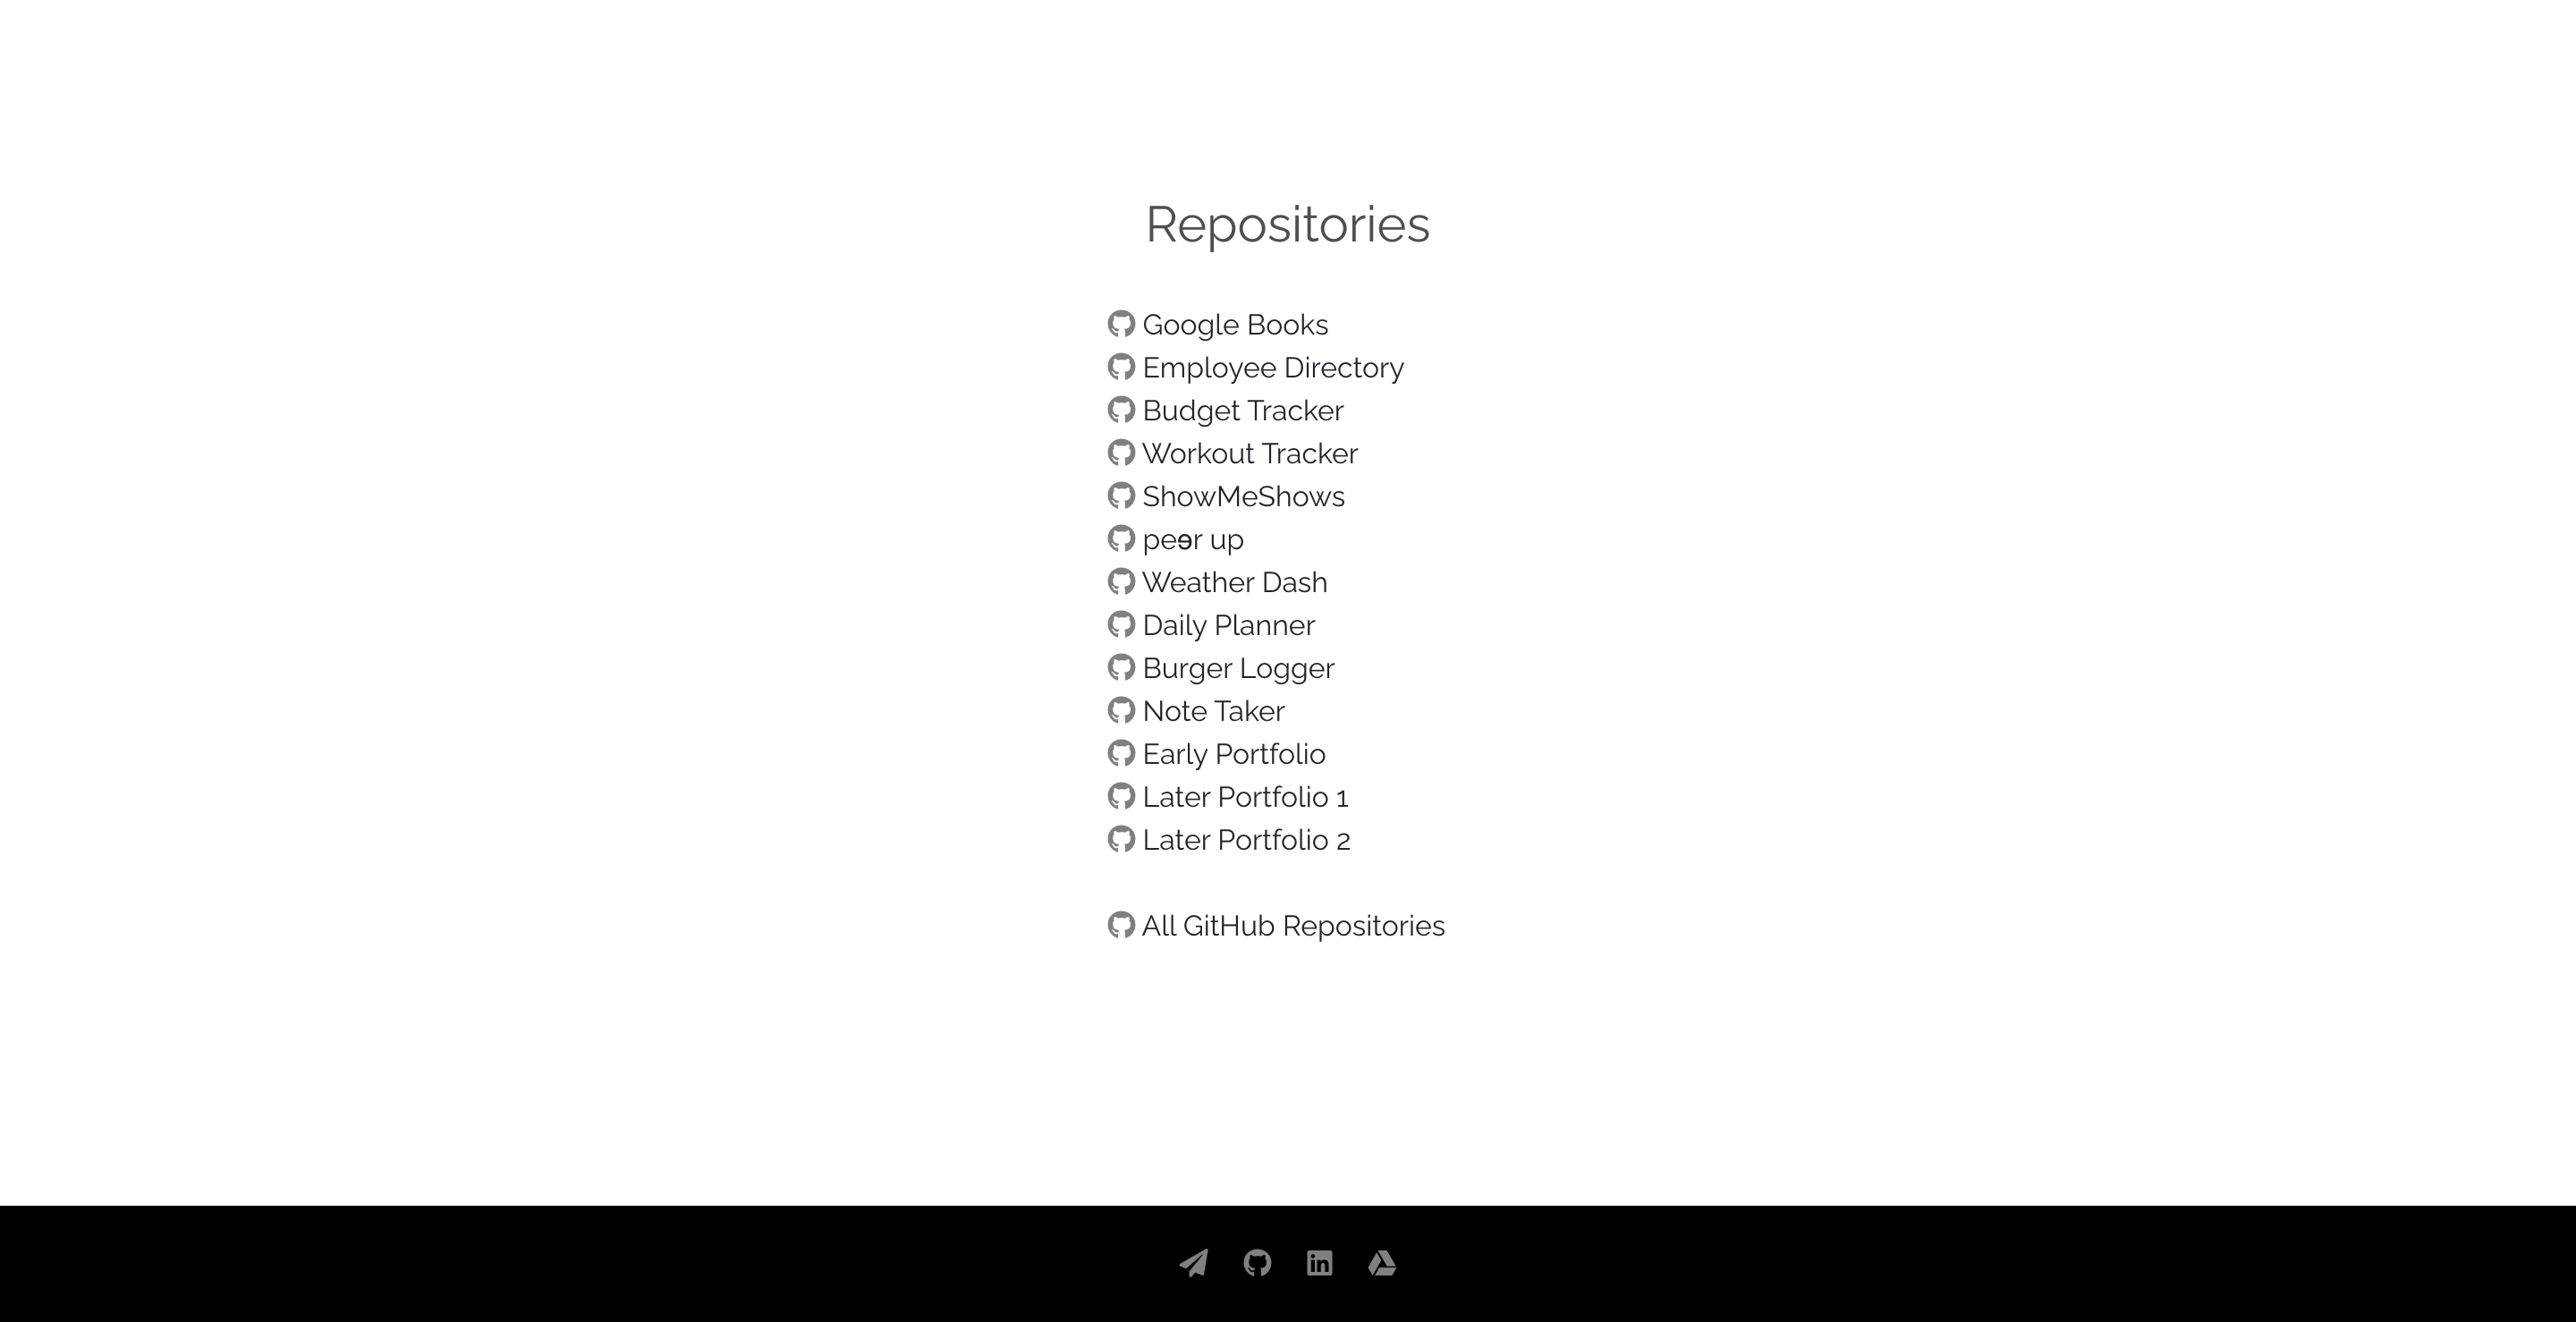 Repositories
Google Books
Employee Directory
Budget Tracker
Workout Tracker
ShowMeShows
peɘr up
Weather Dash
Daily Planner
Burger Logger
Note Taker
Early Portfolio
Later Portfolio 1
Later Portfolio 2
All GitHub Repositories